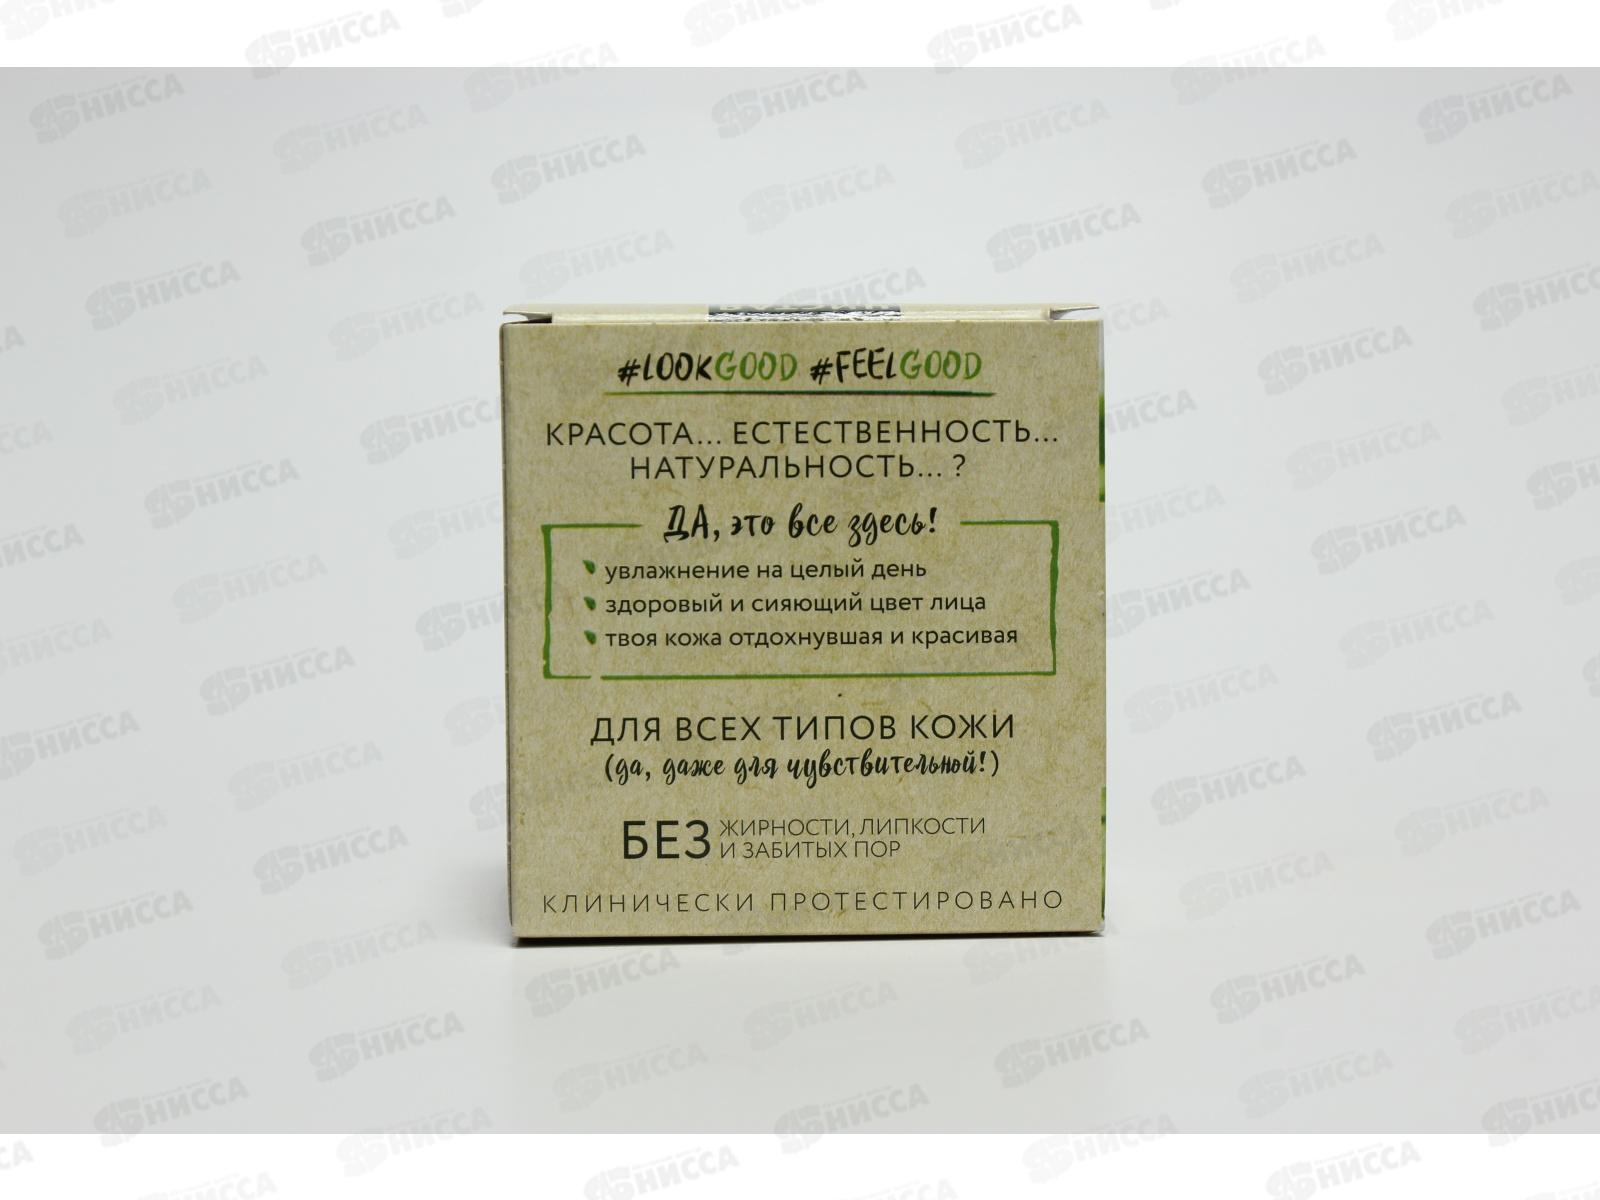 #LOOKGOOD #FEELGOOD
КРАСОТА... ЕСТЕСТВЕННОСТЬ...
НАТУРАЛЬНОСТЬ... ?
ДА, это все здесь!
увлажнение на целый день
здоровый и сияющий цвет лица
твоя кожа отдохнувшая и красивая
ДЛЯ ВСЕХ ТИПОВ КОЖИ
(да, даже для чувствительной!)
БЕЗ ЖИРНОСТИ, ЛИПКОСТИ
И ЗАБИТЫХ ПОР
КЛИНИЧЕСКИ ПРОТЕСТИРОВАНО